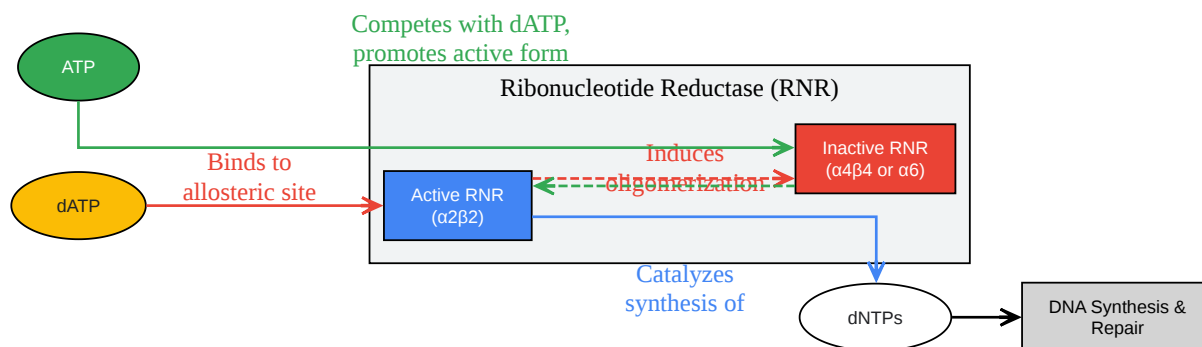 Competes with dATP,
promotes active form
ATP
Ribonucleotide Reductase (RNR)
Inactive RNR
(α4β4 or α6)
Induces
oligomerization
Binds to
allosteric site
dATP
Active RNR
(α2β2)
Catalyzes
synthesis of
dNTPs
DNA Synthesis &
Repair